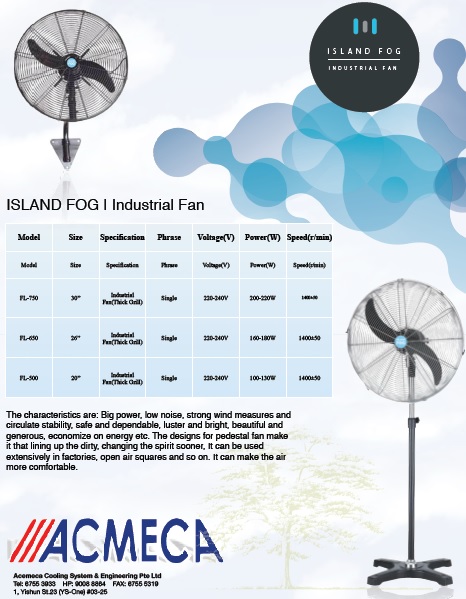 ISLAND FOG
INDUSTRIAL FAN
ISLAND FOG I Industrial Fan
Model Size Specification Phrase Voltage(V) Power(W) Speed(r/min)
Model Size Specification Phrase Voltage(V) Power(W) Speed(r/min)
FL-750 30" Industrial Fan(Thick Grill) Single 220-240V 200-220W 1400±50
FL-650 26" Industrial Fan(Thick Grill) Single 220-240V 160-180W 1400±50
FL-500 20" Industrial Fan(Thick Grill) Single 220-240V 100-130W 1400±50
The characteristics are: Big power, low noise, strong wind measures and
circulate stability, safe and dependable, luster and bright, beautiful and
generous, economize on energy etc. The designs for pedestal fan make
it that lining up the dirty, changing the spirit sooner, it can be used
extensively in factories, open air squares and so on. It can make the air
more comfortable.
ACMECA
Acemeca Cooling System & Engineering Pte Ltd
Tel: 6755 3933 HP: 9008 8864 FAX: 6755 5319
1, Yishun St.23 (YS-One) #03-25